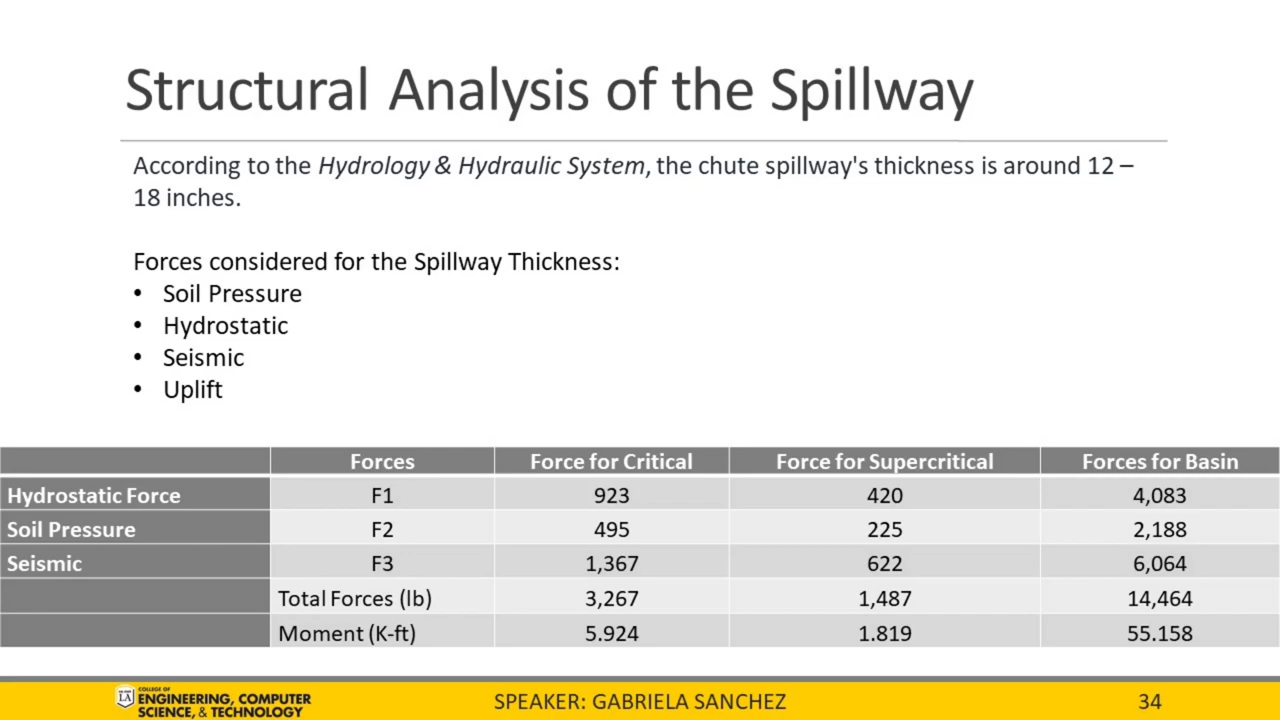 Structural Analysis of the Spillway
According to the Hydrology & Hydraulic System, the chute spillway's thickness is around 12 –
18 inches.
Forces considered for the Spillway Thickness:
• Soil Pressure
• Hydrostatic
• Seismic
• Uplift
Forces Force for Critical Force for Supercritical Forces for Basin
Hydrostatic Force F1 923 420 4,083
Soil Pressure F2 495 225 2,188
Seismic F3 1,367 622 6,064
Total Forces (lb) 3,267 1,487 14,464
Moment (K-ft) 5.924 1.819 55.158
LA
COLLEGE OF
ENGINEERING, COMPUTER
SCIENCE, & TECHNOLOGY
SPEAKER: GABRIELA SANCHEZ
34